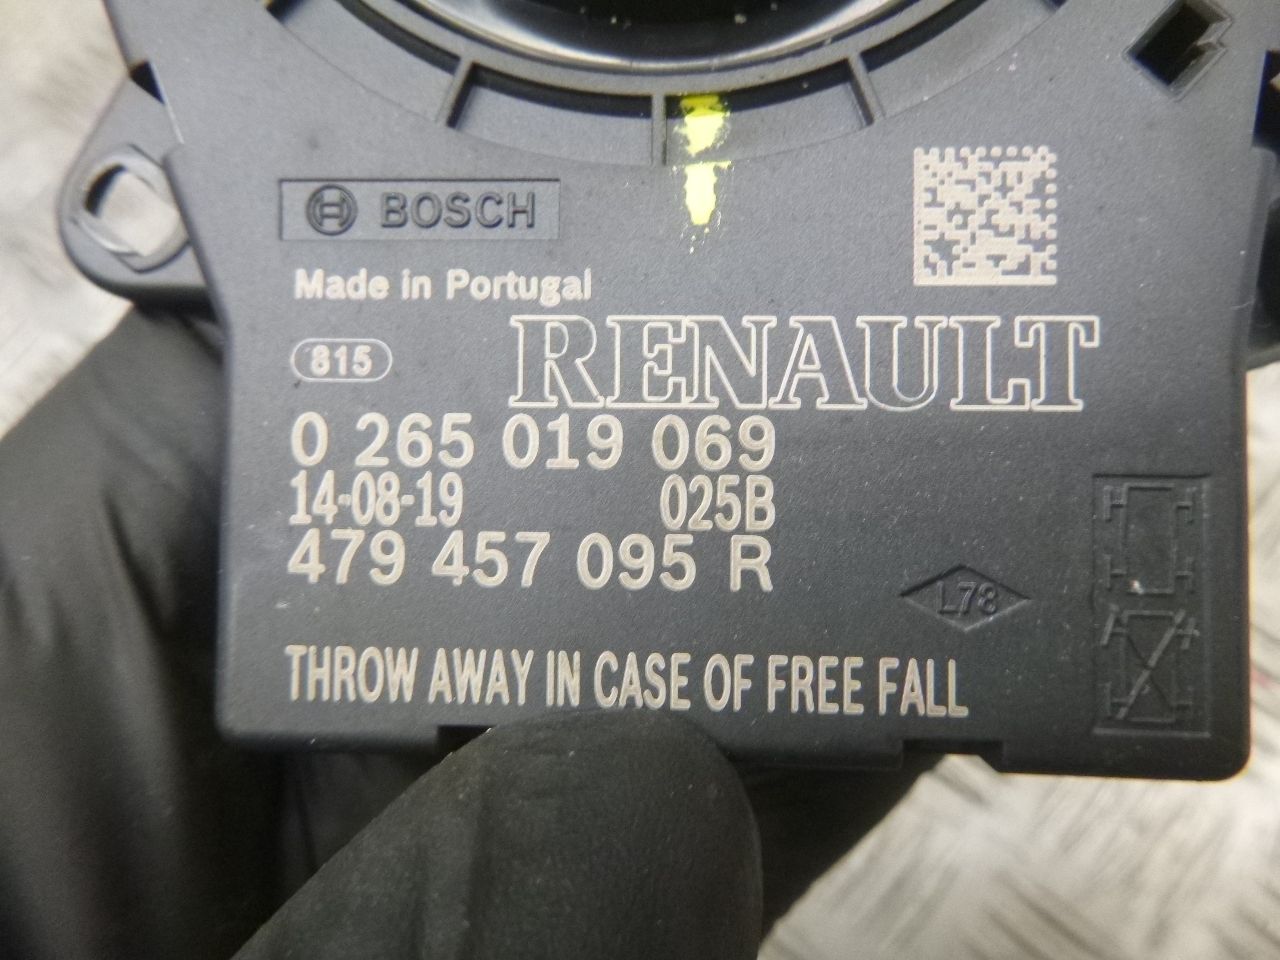 BOSCH
Made in Portugal
815
RENAULT
0 265 019 069
14-08-19 025B
479 457 095 R
L78
THROW AWAY IN CASE OF FREE FALL